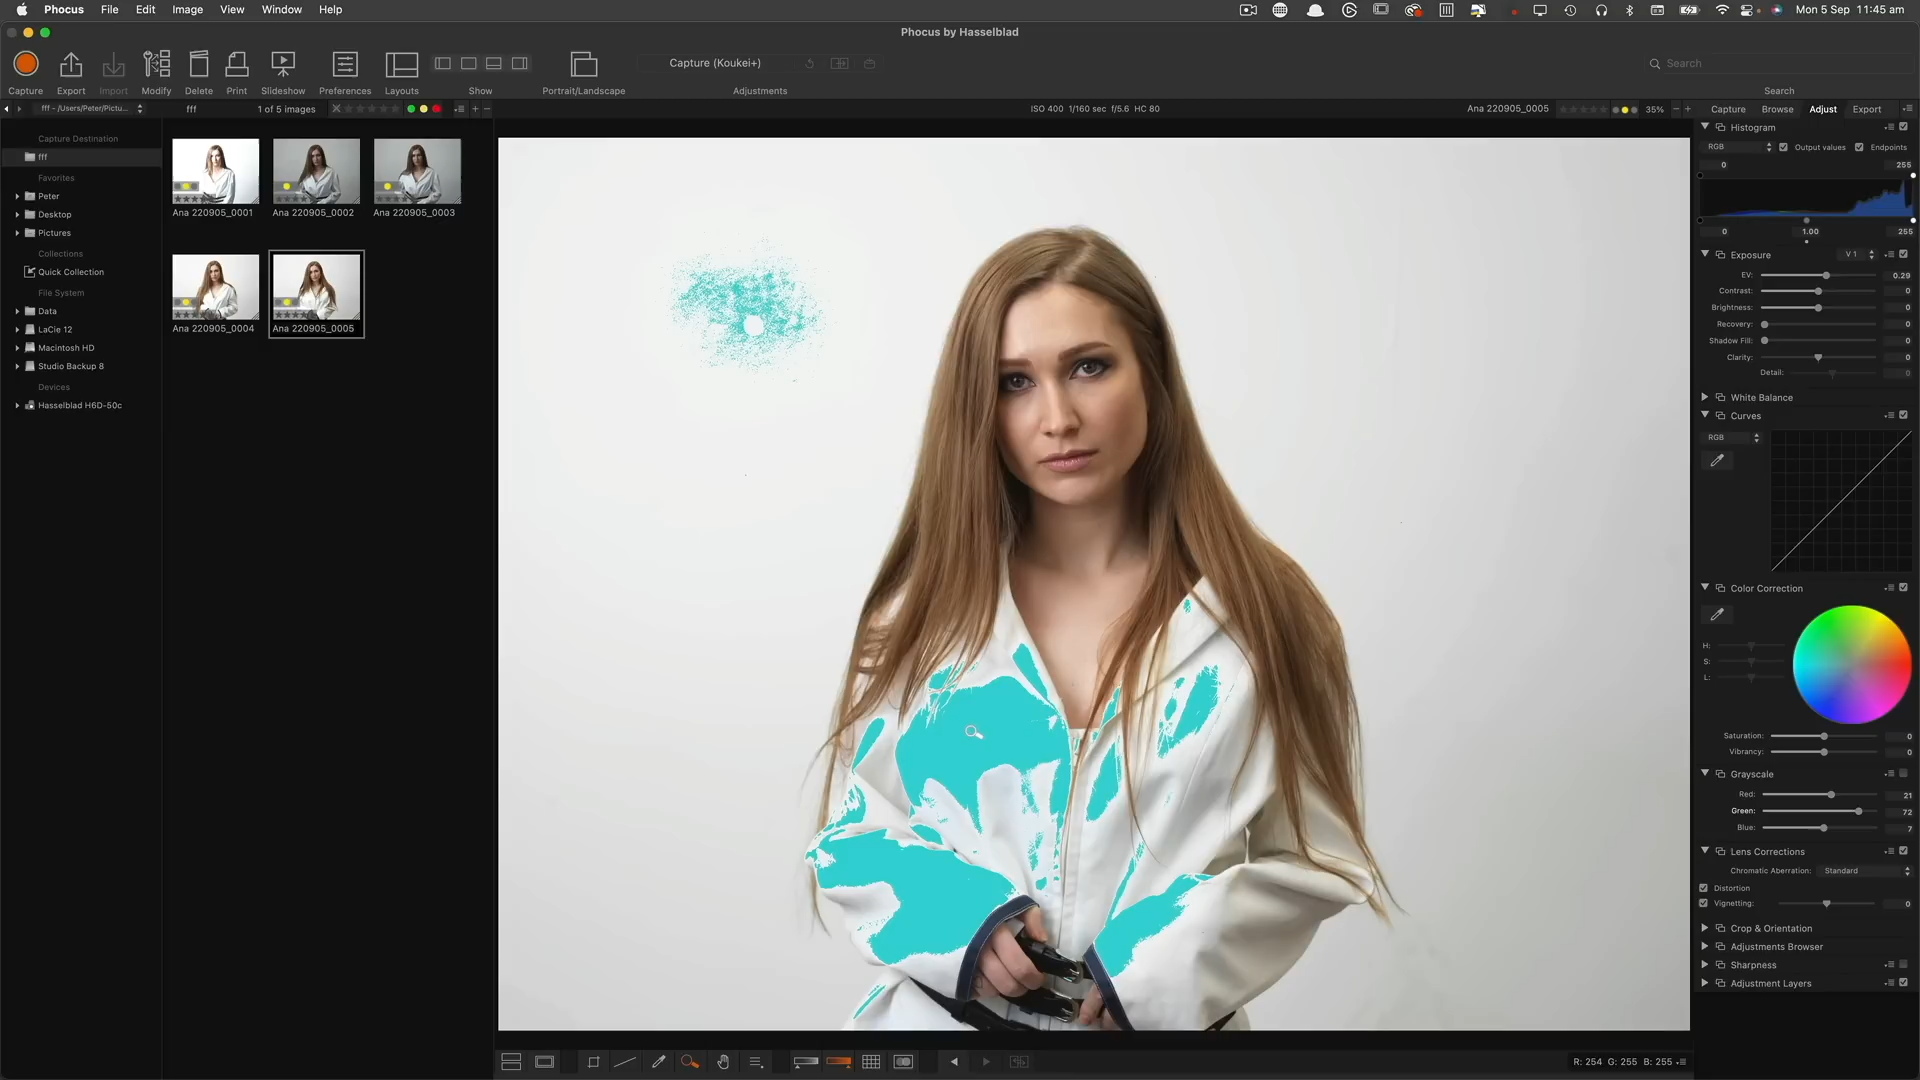 Phocus File Edit Image View Window Help Mon 5 Sep 11:45 am
Phocus by Hasselblad
Capture (Koukei+) Search
Capture Export Import Modify Delete Print Slideshow Preferences Layouts Show Portrait/Landscape Adjustments Search
fff – /Users/Peter/Pictu... fff 1 of 5 images ISO 400 1/160 sec f/5.6 HC 80 Ana 220905_0005 35% Capture Browse Adjust Export
Capture Destination
fff
Favorites
Peter
Desktop
Pictures
Collections
Quick Collection
File System
Data
LaCie 12
Macintosh HD
Studio Backup 8
Devices
Hasselblad H6D-50c
Ana 220905_0001 Ana 220905_0002 Ana 220905_0003
Ana 220905_0004 Ana 220905_0005
Histogram
RGB Output values Endpoints
0 255
0 1.00 255
Exposure V 1
EV: 0.29
Contrast: 0
Brightness: 0
Recovery: 0
Shadow Fill: 0
Clarity: 0
Detail: 0
White Balance
Curves
RGB
Color Correction
H:
S:
L:
Saturation: 0
Vibrancy: 0
Grayscale
Red: 21
Green: 72
Blue: 7
Lens Corrections
Chromatic Aberration: Standard
Distortion
Vignetting: 0
Crop & Orientation
Adjustments Browser
Sharpness
Adjustment Layers
R: 254 G: 255 B: 255